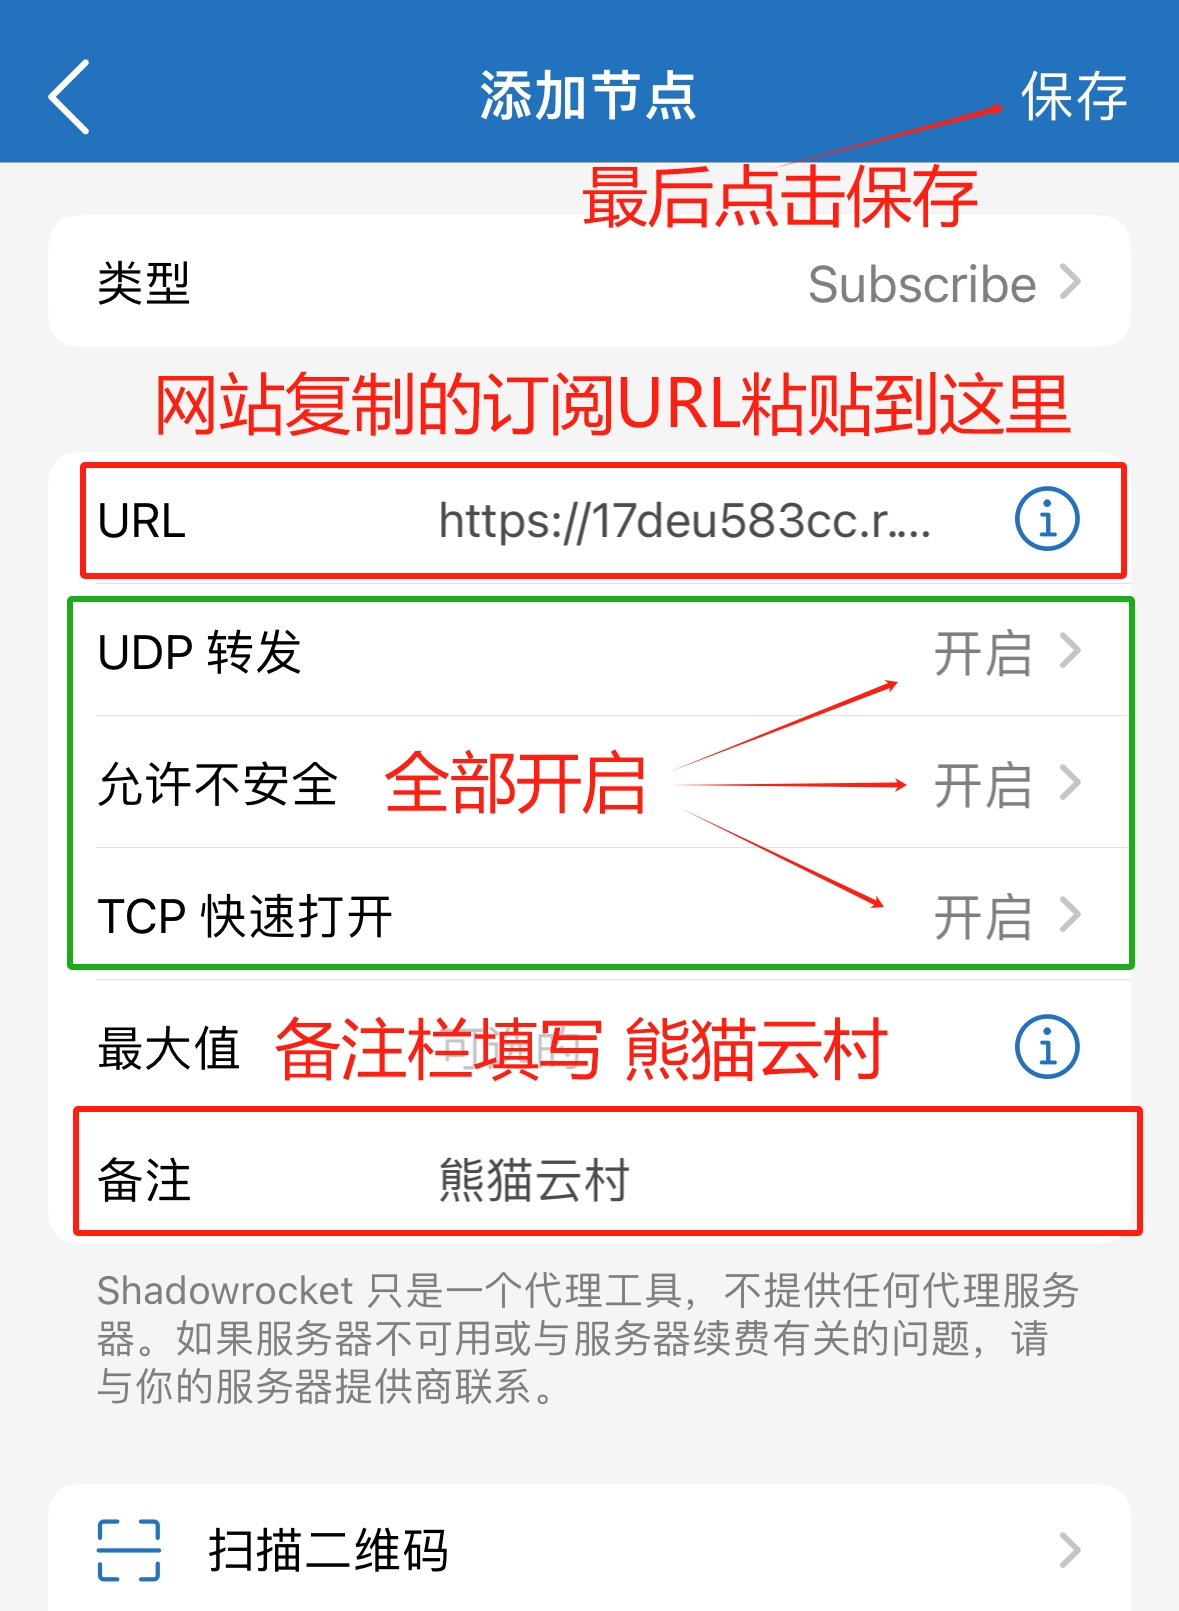 添加节点
保存
最后点击保存
类型
Subscribe
网站复制的订阅URL粘贴到这里
URL
https://17deu583cc.r....
UDP 转发
开启
允许不安全
全部开启
开启
TCP 快速打开
开启
最大值
可选的
备注栏填写 熊猫云村
备注
熊猫云村
Shadowrocket 只是一个代理工具，不提供任何代理服务
器。如果服务器不可用或与服务器续费有关的问题，请
与你的服务器提供商联系。
扫描二维码